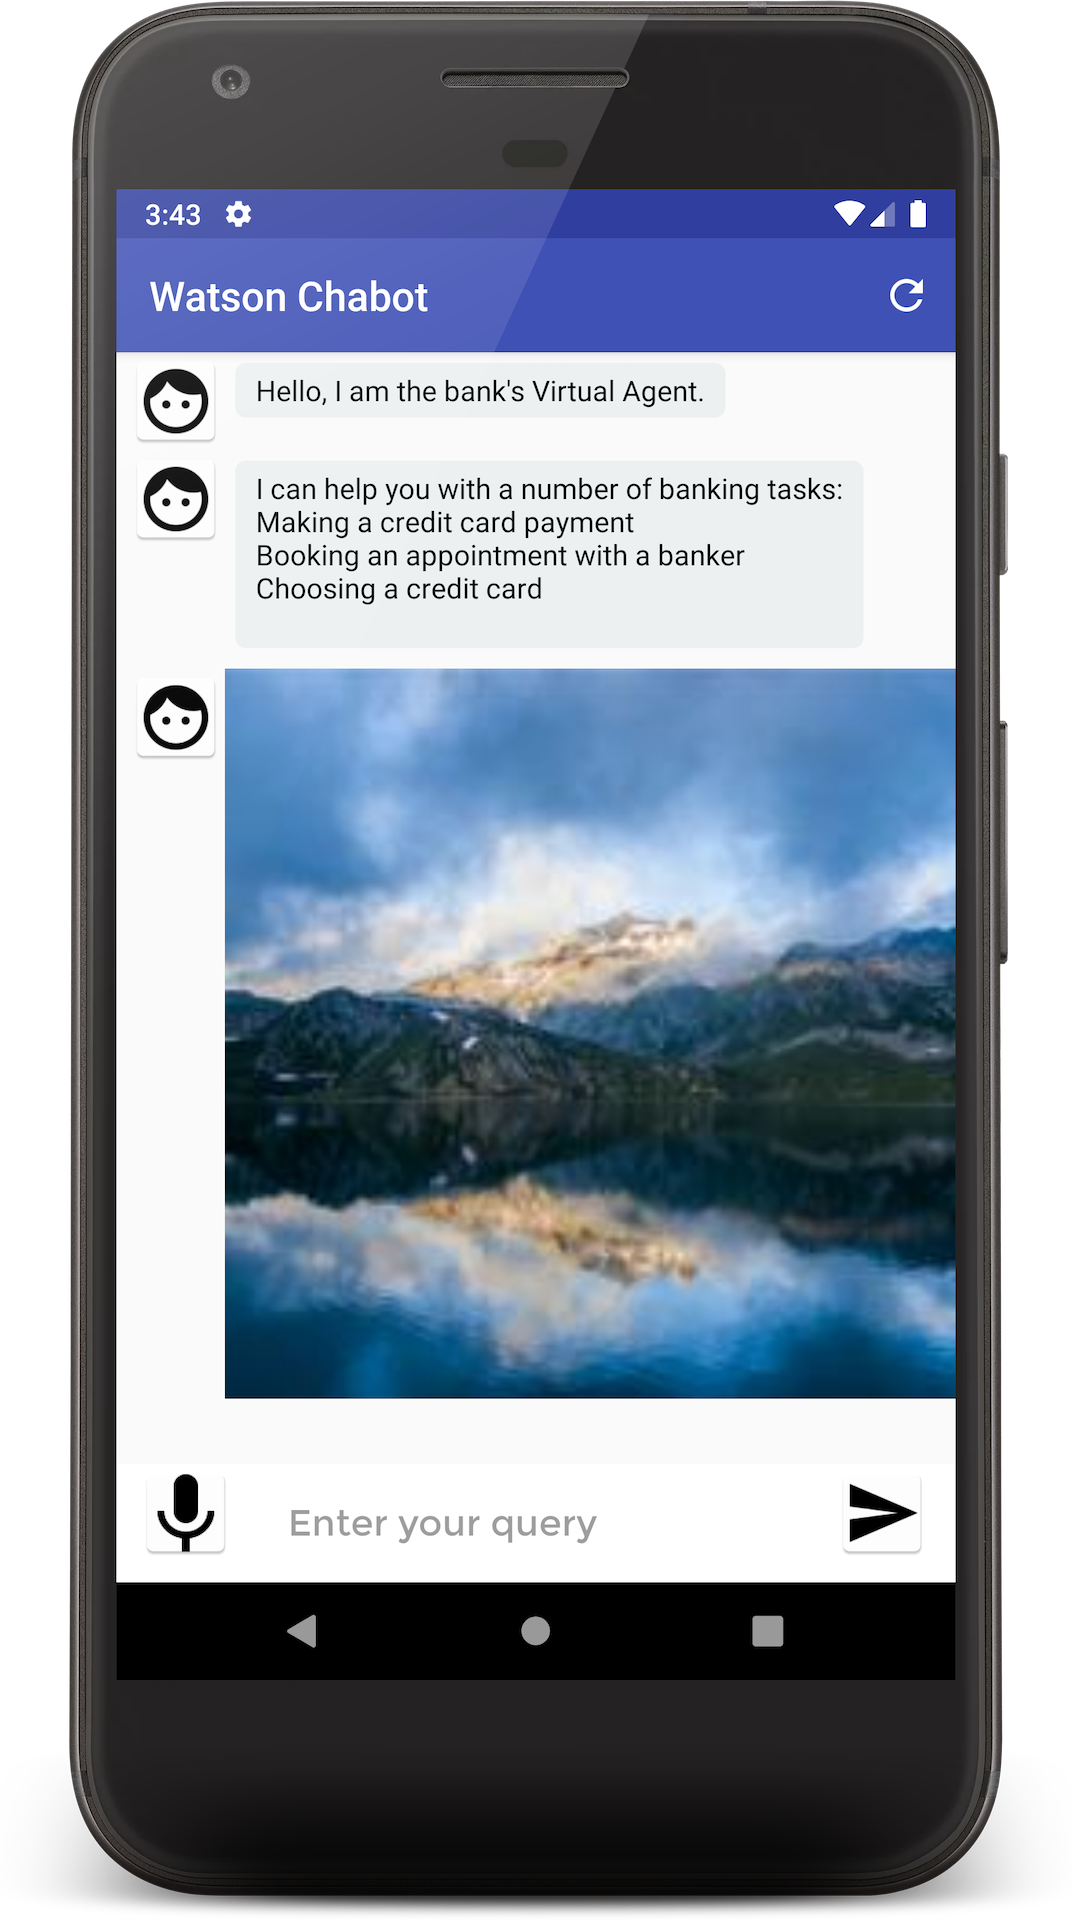 3:43
Watson Chabot
Hello, I am the bank's Virtual Agent.
I can help you with a number of banking tasks:
Making a credit card payment
Booking an appointment with a banker
Choosing a credit card
Enter your query